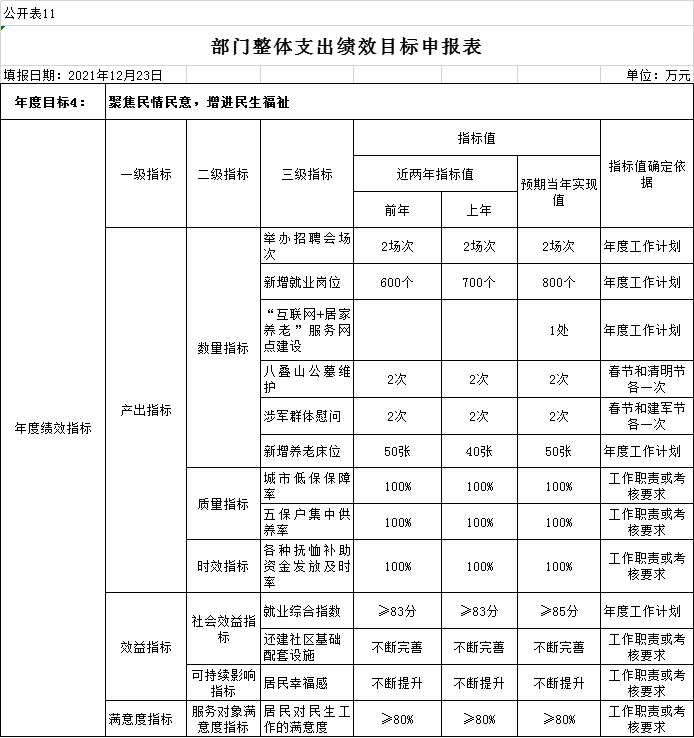 公开表11
部门整体支出绩效目标申报表
填报日期：2021年12月23日 单位：万元
年度目标4： 聚焦民情民意，增进民生福祉
年度绩效指标
一级指标 二级指标 三级指标 指标值 指标值确定依
据
近两年指标值 预期当年实现
值
前年 上年
产出指标
数量指标
举办招聘会场
次 2场次 2场次 2场次 年度工作计划
新增就业岗位 600个 700个 800个 年度工作计划
“互联网+居家
养老”服务网
点建设 1处 年度工作计划
八叠山公墓维
护 2次 2次 2次 春节和清明节
各一次
涉军群体慰问 2次 2次 2次 春节和建军节
各一次
新增养老床位 50张 40张 50张 年度工作计划
质量指标
城市低保保障
率 100% 100% 100% 工作职责或考
核要求
五保户集中供
养率 100% 100% 100% 工作职责或考
核要求
时效指标
各种抚恤补助
资金发放及时
率 100% 100% 100% 工作职责或考
核要求
效益指标
社会效益指
标
就业综合指数 ≥83分 ≥83分 ≥85分 年度工作计划
还建社区基础
配套设施 不断完善 不断完善 不断完善 工作职责或考
核要求
可持续影响
指标
居民幸福感 不断提升 不断提升 不断提升 工作职责或考
核要求
满意度指标
服务对象满
意度指标
居民对民生工
作的满意度 ≥80% ≥80% ≥80% 工作职责或考
核要求